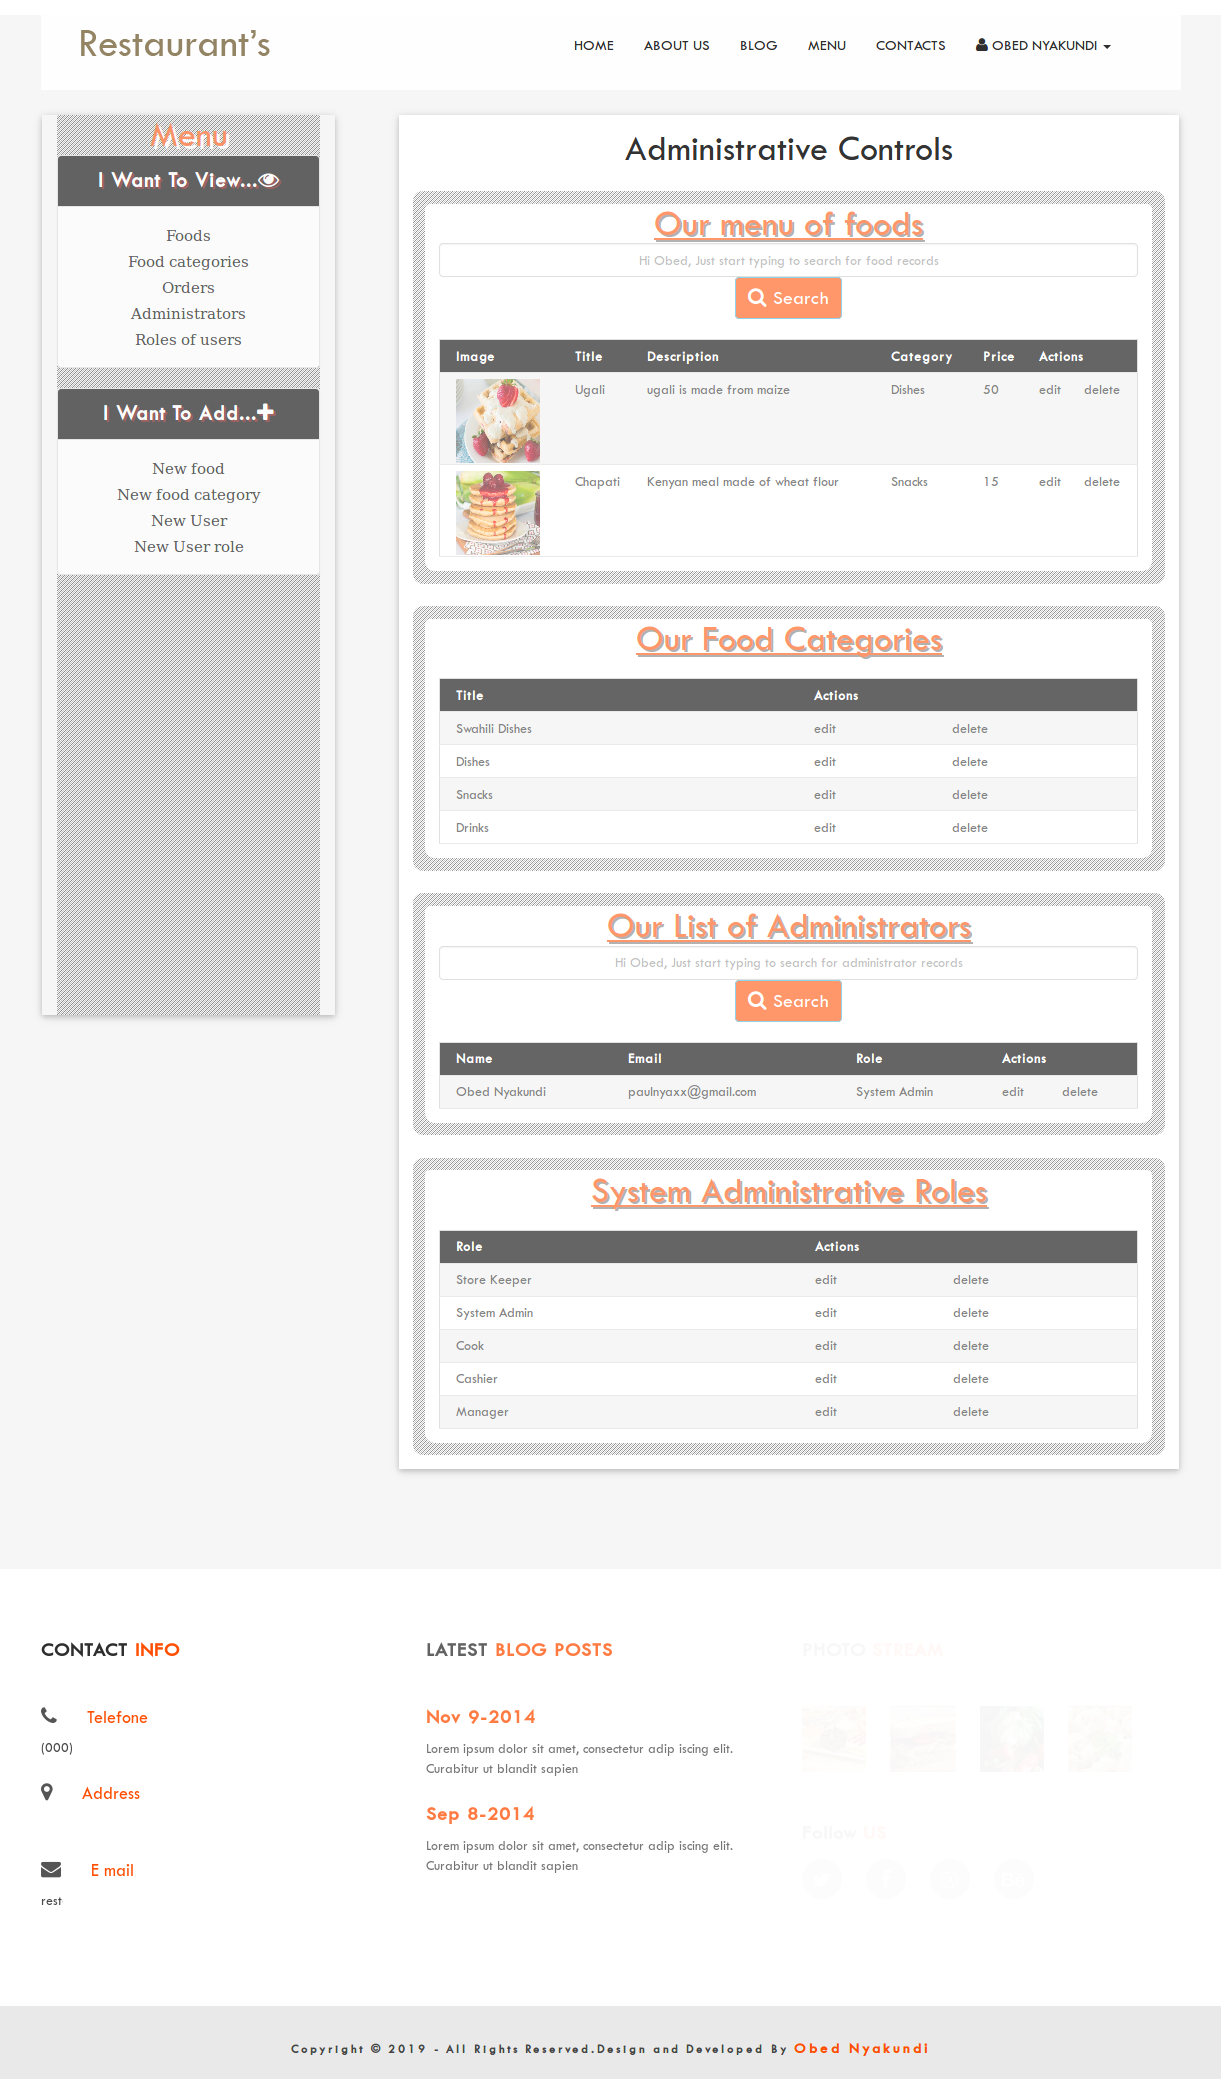 Restaurant's
HOME ABOUT US BLOG MENU CONTACTS OBED NYAKUNDI
Menu
I Want To View...
Foods
Food categories
Orders
Administrators
Roles of users
I Want To Add...
New food
New food category
New User
New User role
Administrative Controls
Our menu of foods
Hi Obed, Just start typing to search for food records
Search
Image Title Description Category Price Actions
Ugali ugali is made from maize Dishes 50 edit delete
Chapati Kenyan meal made of wheat flour Snacks 15 edit delete
Our Food Categories
Title Actions
Swahili Dishes edit delete
Dishes edit delete
Snacks edit delete
Drinks edit delete
Our List of Administrators
Hi Obed, Just start typing to search for administrator records
Search
Name Email Role Actions
Obed Nyakundi paulnyaxx@gmail.com System Admin edit delete
System Administrative Roles
Role Actions
Store Keeper edit delete
System Admin edit delete
Cook edit delete
Cashier edit delete
Manager edit delete
CONTACT INFO
Telefone
(000)
Address
E mail
rest
LATEST BLOG POSTS
Nov 9-2014
Lorem ipsum dolor sit amet, consectetur adip iscing elit.
Curabitur ut blandit sapien
Sep 8-2014
Lorem ipsum dolor sit amet, consectetur adip iscing elit.
Curabitur ut blandit sapien
PHOTO STREAM
Follow US
Copyright © 2019 - All Rights Reserved.Design and Developed By Obed Nyakundi